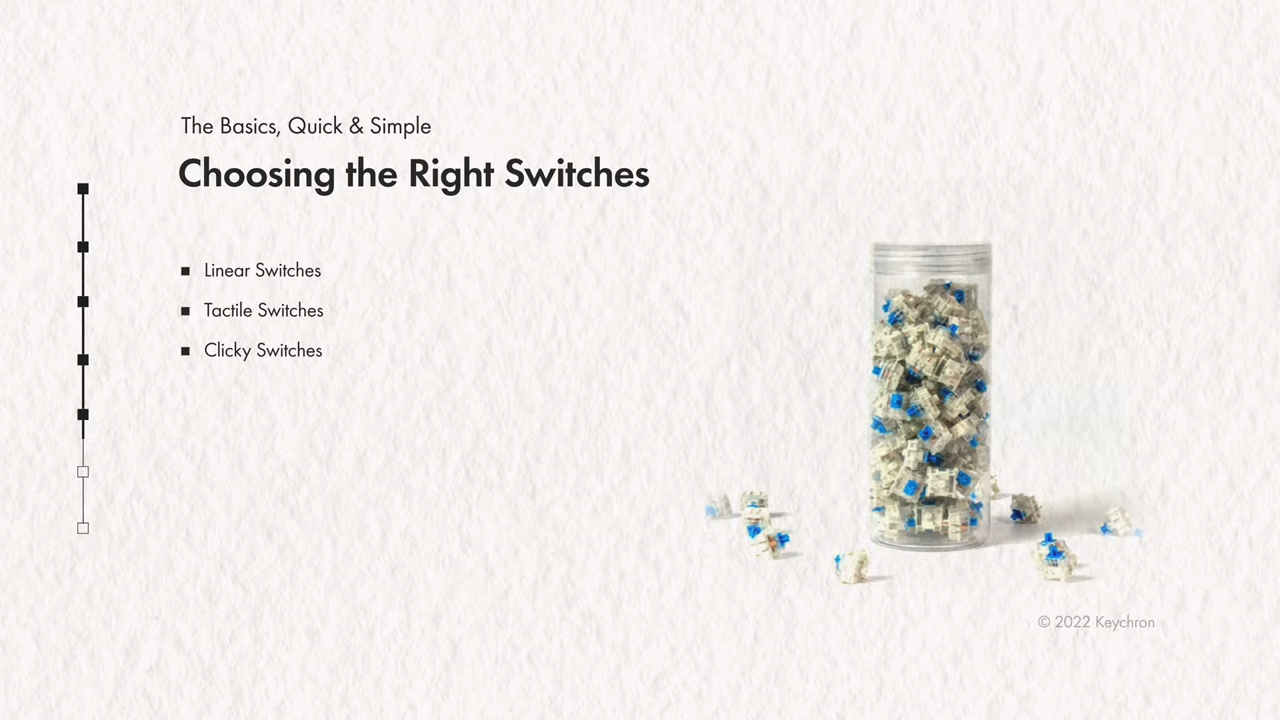 The Basics, Quick & Simple
Choosing the Right Switches
Linear Switches
Tactile Switches
Clicky Switches
© 2022 Keychron